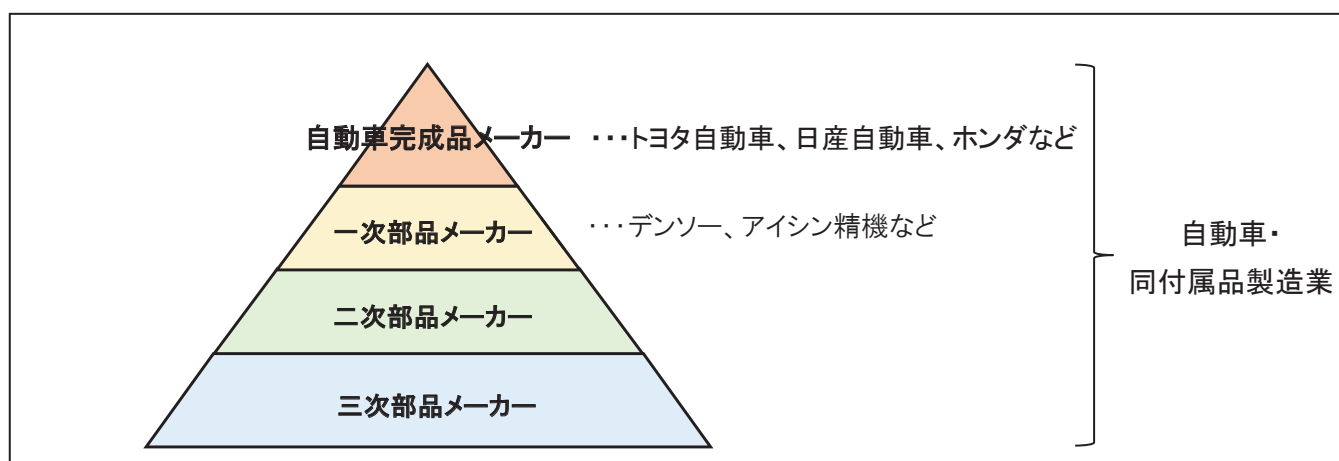 自動車完成品メーカー ・・・トヨタ自動車、日産自動車、ホンダなど
一次部品メーカー ・・・デンソー、アイシン精機など
二次部品メーカー
三次部品メーカー
自動車・
同付属品製造業